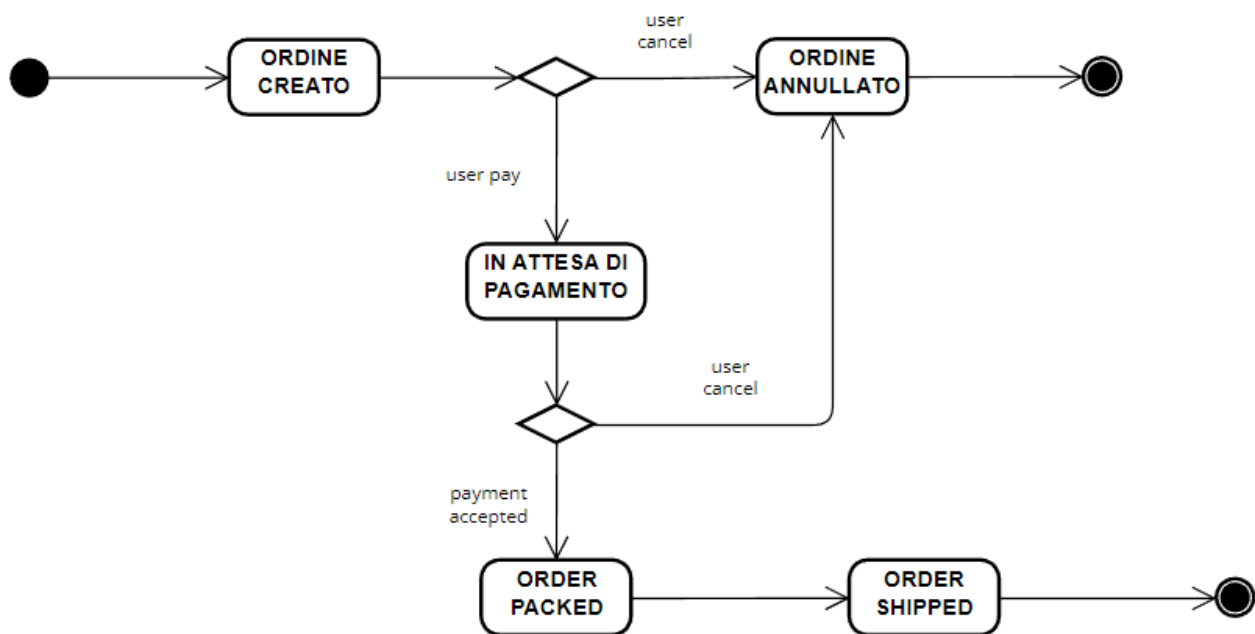 user
cancel
ORDINE
CREATO
ORDINE
ANNULLATO
user pay
IN ATTESA DI
PAGAMENTO
user
cancel
payment
accepted
ORDER
PACKED
ORDER
SHIPPED